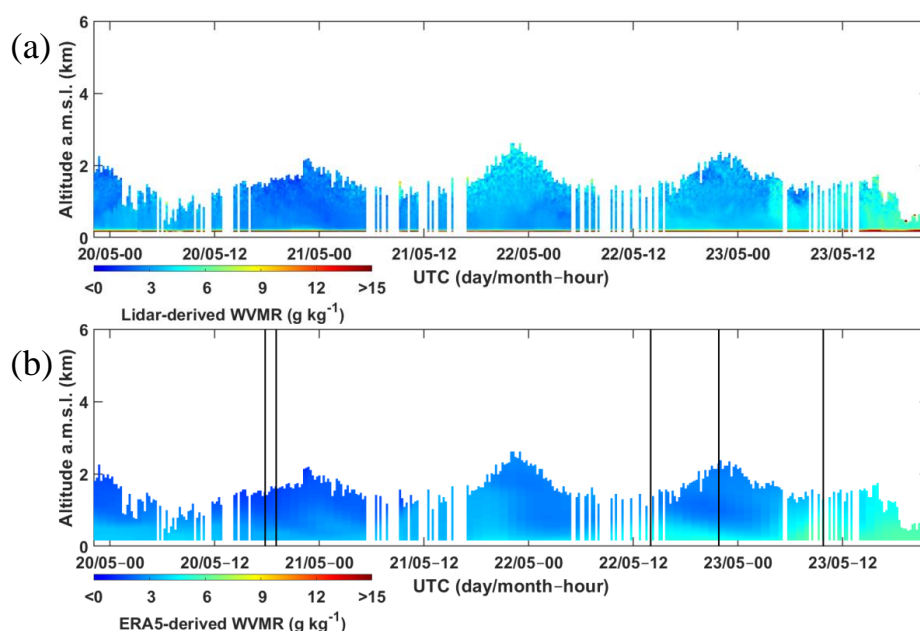 (a)
Altitude a.m.s.l. (km)
6
4
2
0
20/05−00 20/05−12 21/05−00 21/05−12 22/05−00 22/05−12 23/05−00 23/05−12
UTC (day/month−hour)
<0 3 6 9 12 >15
Lidar-derived WVMR (g kg-1)
(b)
Altitude a.m.s.l. (km)
6
4
2
0
20/05−00 20/05−12 21/05−00 21/05−12 22/05−00 22/05−12 23/05−00 23/05−12
UTC (day/month−hour)
<0 3 6 9 12 >15
ERA5-derived WVMR (g kg-1)